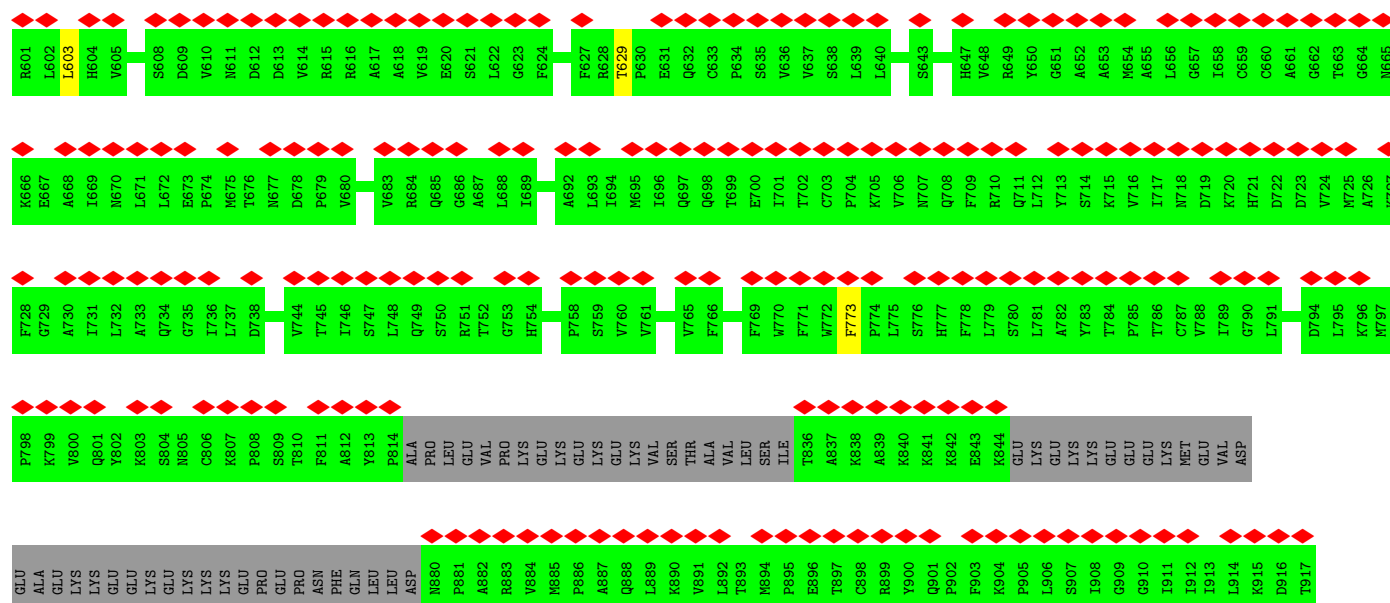 R601 L602 L603 H604 V605 S608 D609 V610 N611 D612 D613 V614 R615 R616 A617 A618 V619 E620 S621 L622 G623 F624 F627 R628 T629 P630 E631 Q632 C633 P634 S635 V636 V637 S638 L639 L640 S643 H647 V648 R649 Y650 G651 A652 A653 M654 A655 L656 G657 I658 C659 C660 A661 G662 T663 G664 N665
K666 E667 A668 I669 N670 L671 L672 E673 P674 M675 T676 N677 D678 P679 V680 V683 R684 Q685 G686 A687 L688 I689 A692 L693 I694 M695 I696 Q697 Q698 T699 E700 I701 T702 C703 P704 K705 V706 N707 Q708 F709 R710 Q711 L712 Y713 S714 K715 V716 I717 N718 D719 K720 H721 D722 D723 V724 M725 A726 K727
F728 G729 A730 I731 L732 A733 Q734 G735 I736 L737 D738 V744 T745 I746 S747 L748 Q749 S750 R751 T752 G753 H754 P758 S759 V760 V761 V765 F766 F769 W770 F771 W772 F773 P774 L775 S776 H777 F778 L779 S780 L781 A782 Y783 T784 P785 T786 C787 V788 I789 G790 L791 D794 L795 K796 M797
P798 K799 V800 Q801 Y802 K803 S804 N805 C806 K807 P808 S809 T810 F811 A812 Y813 P814 ALA PRO LEU GLU VAL PRO LYS GLU LYS GLU LYS GLU LYS VAL SER THR ALA VAL LEU SER ILE T836 A837 K838 A839 K840 K841 K842 E843 K844 GLU LYS GLU LYS LYS GLU GLU GLU LYS MET GLU VAL ASP
GLU ALA GLU LYS LYS GLU GLU LYS GLU LYS LYS LYS GLU PRO GLU PRO ASN PHE GLN LEU LEU ASP N880 P881 A882 R883 V884 M885 P886 A887 Q888 L889 K890 V891 L892 T893 M894 P895 E896 T897 C898 R899 Y900 Q901 P902 F903 K904 P905 L906 S907 I908 G909 G910 I911 I912 I913 L914 K915 D916 T917